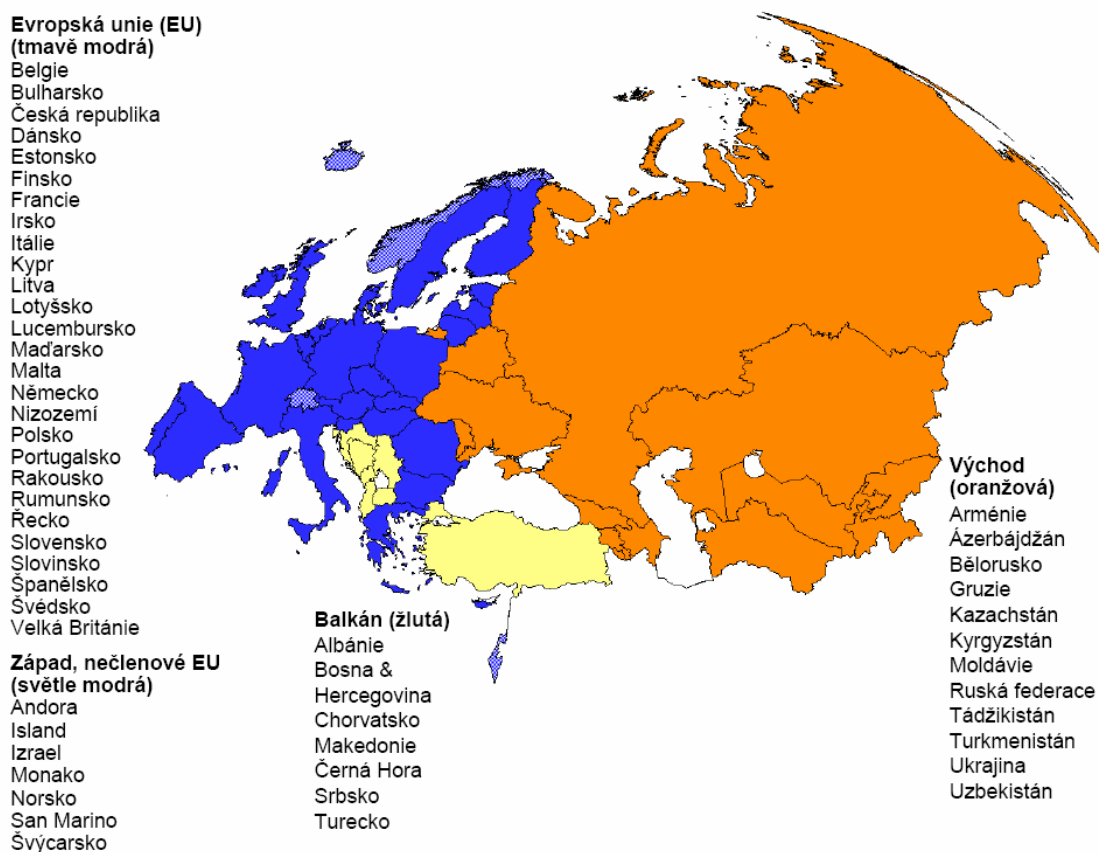 Evropská unie (EU)
(tmavě modrá)
Belgie
Bulharsko
Česká republika
Dánsko
Estonsko
Finsko
Francie
Irsko
Itálie
Kypr
Litva
Lotyšsko
Lucembursko
Maďarsko
Malta
Německo
Nizozemí
Polsko
Portugalsko
Rakousko
Rumunsko
Řecko
Slovensko
Slovinsko
Španělsko
Švédsko
Velká Británie
Západ, nečlenové EU
(světle modrá)
Andora
Island
Izrael
Monako
Norsko
San Marino
Švýcarsko
Balkán (žlutá)
Albánie
Bosna &
Hercegovina
Chorvatsko
Makedonie
Černá Hora
Srbsko
Turecko
Východ
(oranžová)
Arménie
Ázerbájdžán
Bělorusko
Gruzie
Kazachstán
Kyrgyzstán
Moldávie
Ruská federace
Tádžikistán
Turkmenistán
Ukrajina
Uzbekistán